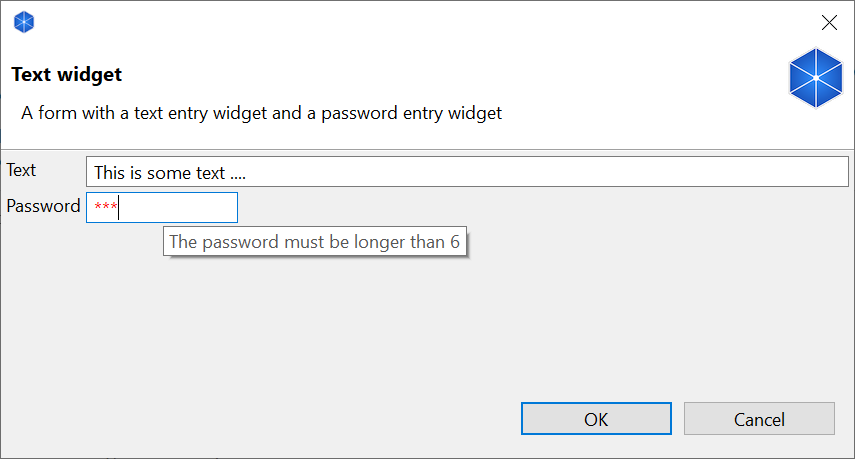 Text widget
A form with a text entry widget and a password entry widget
Text This is some text ....
Password ***
The password must be longer than 6
OK Cancel